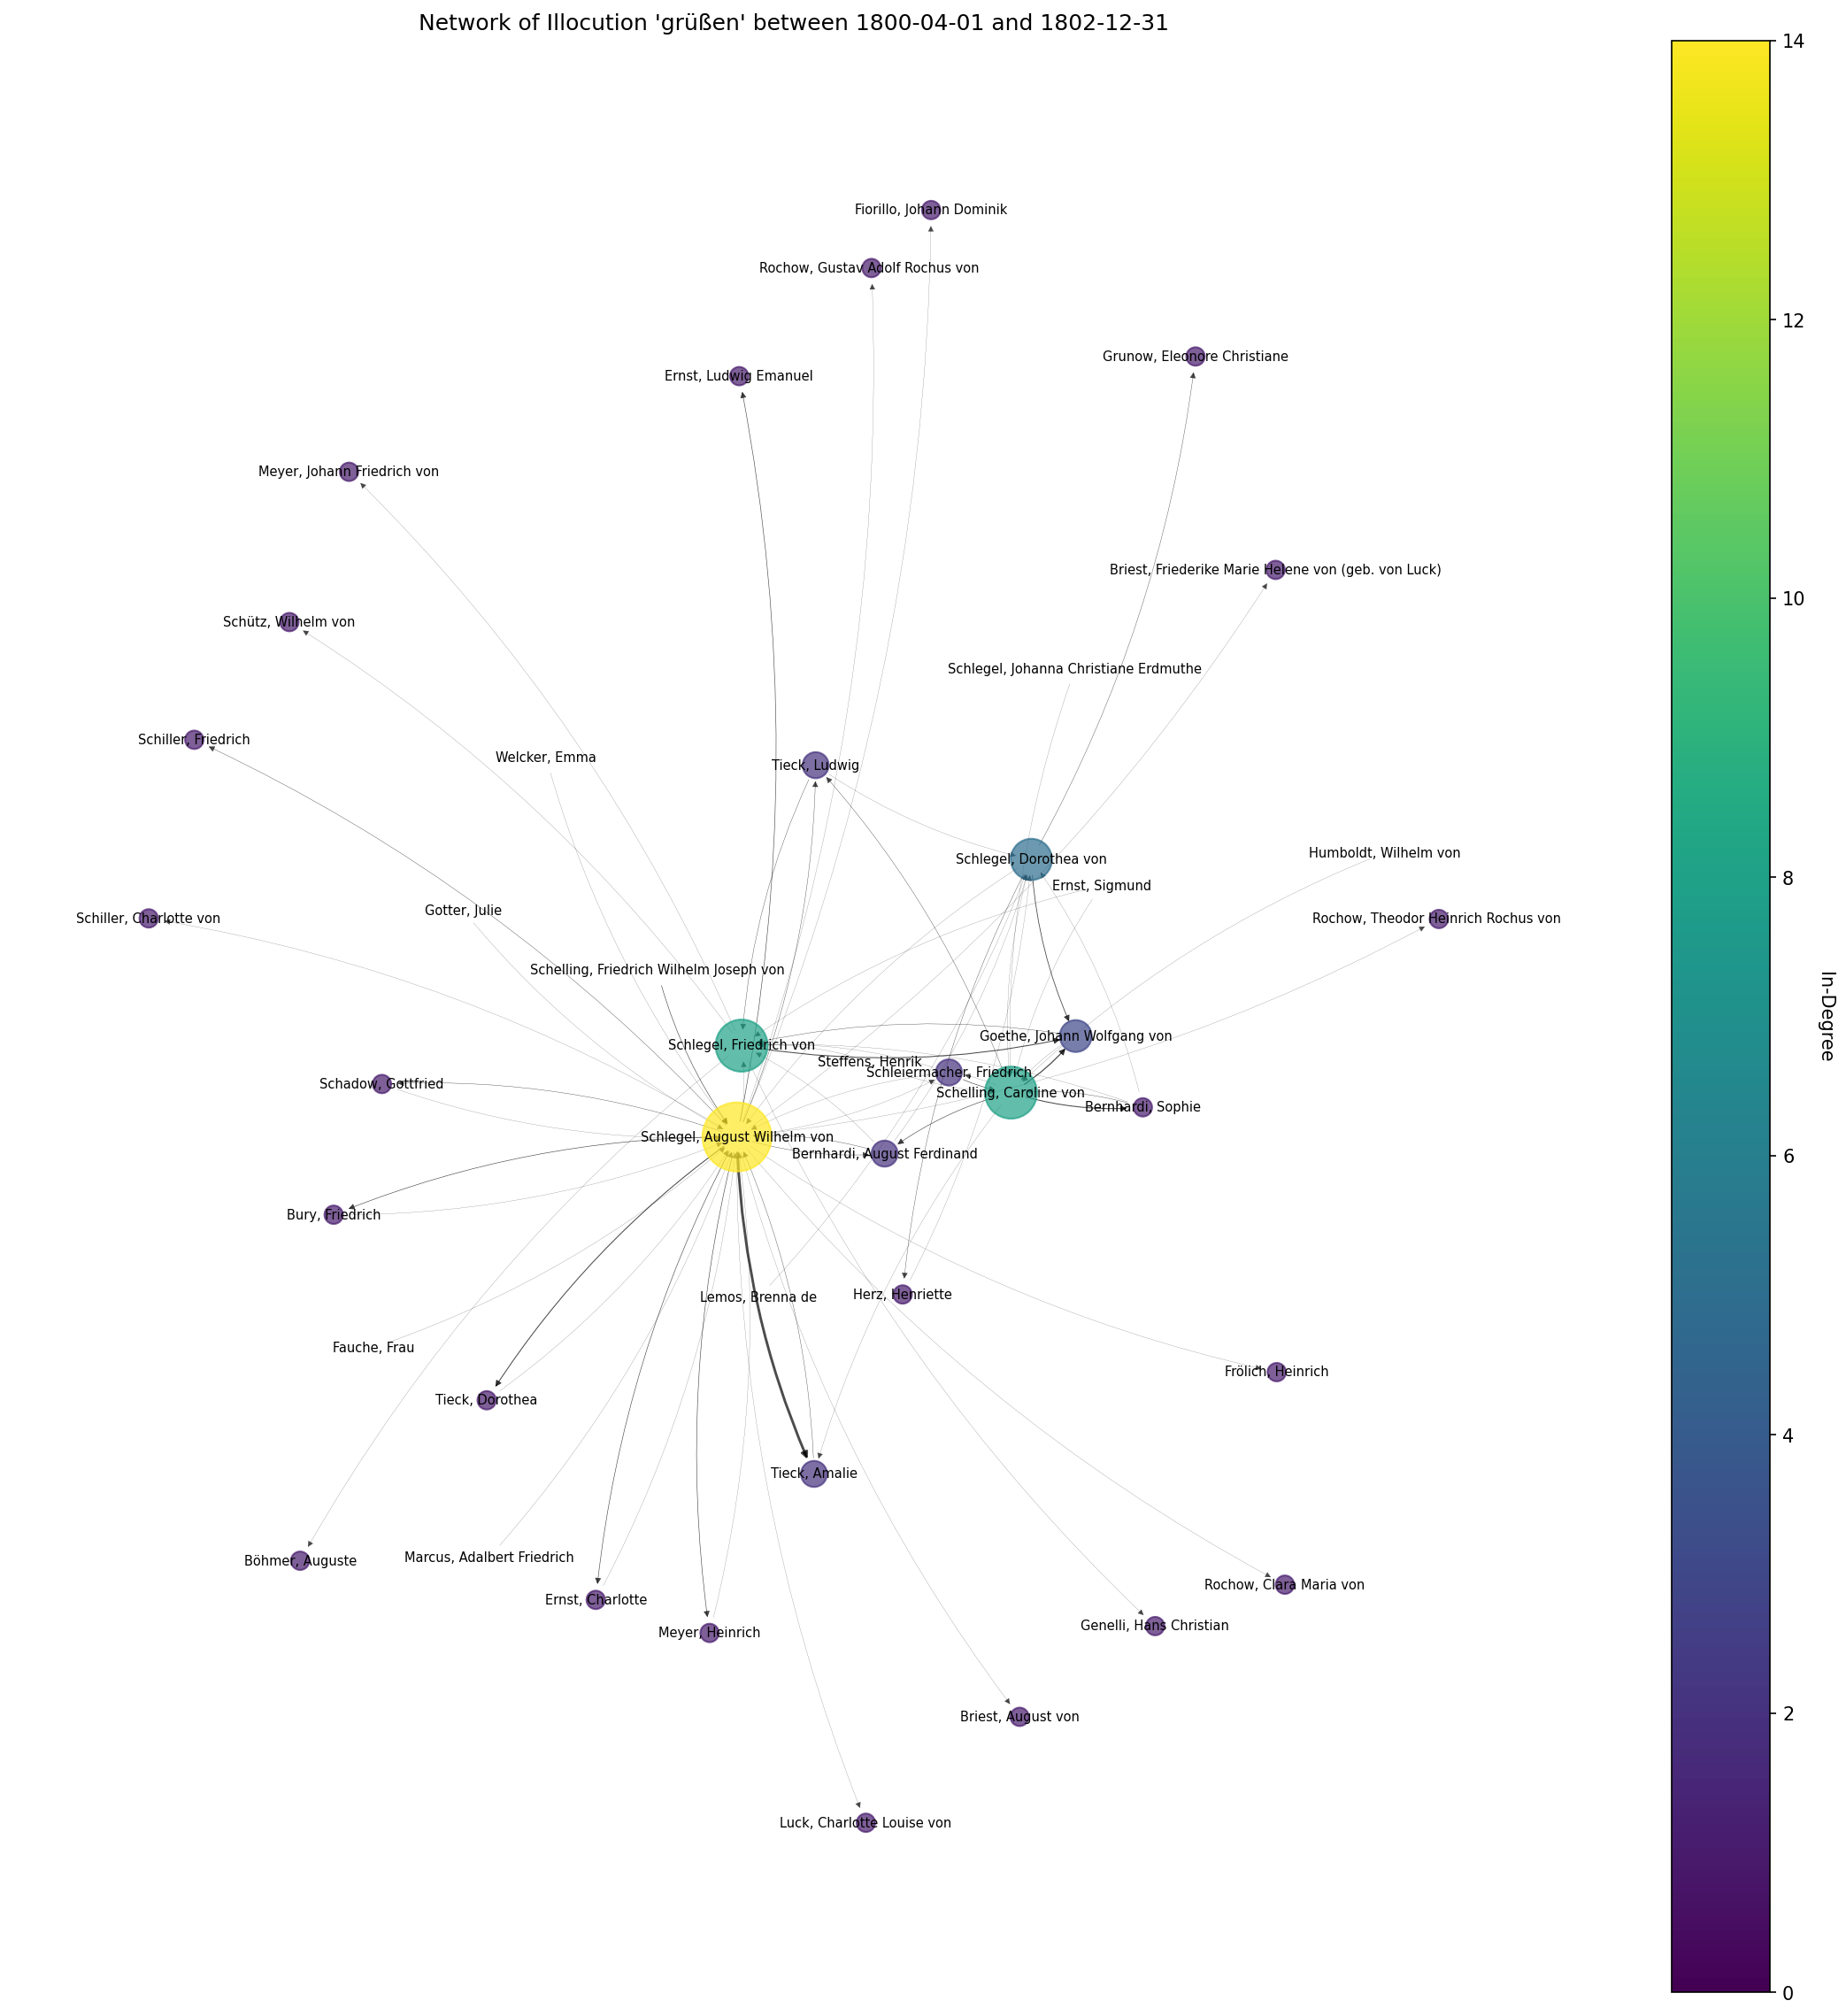 Network of Illocution 'grüßen' between 1800-04-01 and 1802-12-31
14
Fiorillo, Johann Dominik
Rochow, Gustav Adolf Rochus von
12
Grunow, Eleonore Christiane
Ernst, Ludwig Emanuel
Meyer, Johann Friedrich von
Briest, Friederike Marie Helene von (geb. von Luck)
10
Schütz, Wilhelm von
Schlegel, Johanna Christiane Erdmuthe
Schiller, Friedrich
Welcker, Emma
Tieck, Ludwig
Humboldt, Wilhelm von
Schlegel, Dorothea von
8
Ernst, Sigmund
Gotter, Julie
Schiller, Charlotte von
Rochow, Theodor Heinrich Rochus von
Schelling, Friedrich Wilhelm Joseph von
In-Degree
Goethe, Johann Wolfgang von
Schlegel, Friedrich von
Steffens, Henrik
Schleiermacher, Friedrich
Schadow, Gottfried
Schelling, Caroline von
Bernhardi, Sophie
Schlegel, August Wilhelm von
Bernhardi, August Ferdinand
6
Bury, Friedrich
Herz, Henriette
Lemos, Brenna de
Fauche, Frau
Frölich, Heinrich
Tieck, Dorothea
4
Tieck, Amalie
Marcus, Adalbert Friedrich
Böhmer, Auguste
Rochow, Clara Maria von
Ernst, Charlotte
Genelli, Hans Christian
Meyer, Heinrich
2
Briest, August von
Luck, Charlotte Louise von
0